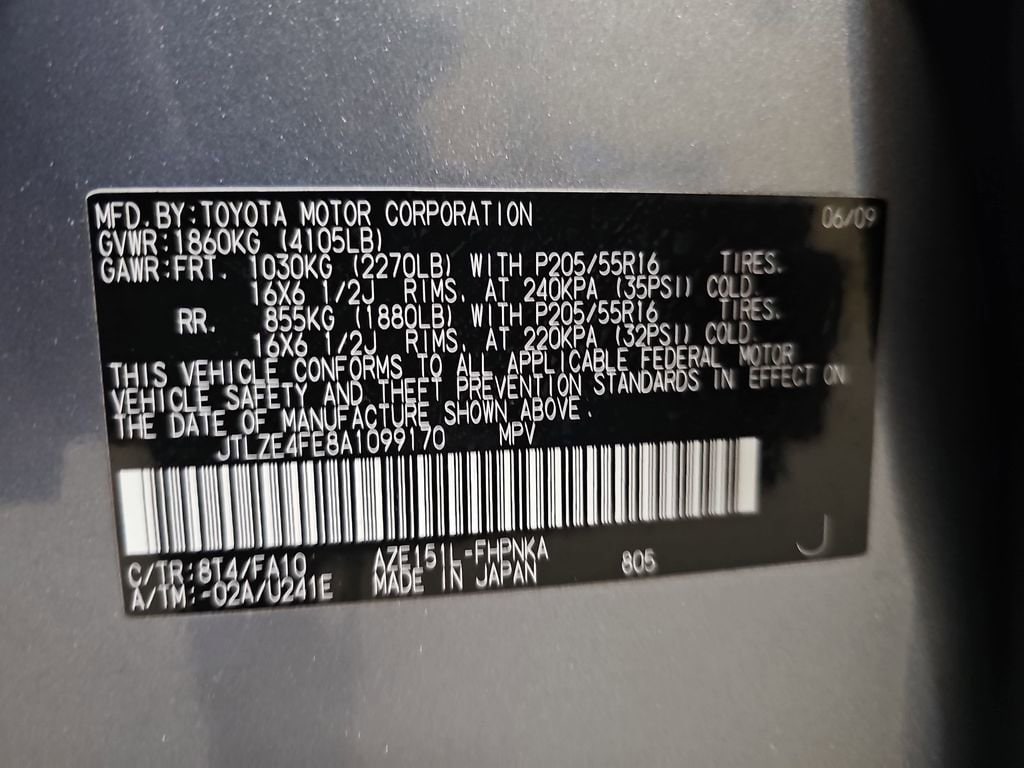 MFD. BY: TOYOTA MOTOR CORPORATION 06/09
GVWR: 1860KG (4105LB)
GAWR: FRT. 1030KG (2270LB) WITH P205/55R16 TIRES.
16X6 1/2J RIMS. AT 240KPA (35PSI) COLD.
RR. 855KG (1880LB) WITH P205/55R16 TIRES.
16X6 1/2J RIMS. AT 220KPA (32PSI) COLD.
THIS VEHICLE CONFORMS TO ALL APPLICABLE FEDERAL MOTOR
VEHICLE SAFETY AND THEFT PREVENTION STANDARDS IN EFFECT ON
THE DATE OF MANUFACTURE SHOWN ABOVE.
JTLZE4FE8A1099170 MPV
J
C/TR: 8T4/FA10 AZE151L-FHPNKA 805
A/TM: -02A/U241E MADE IN JAPAN